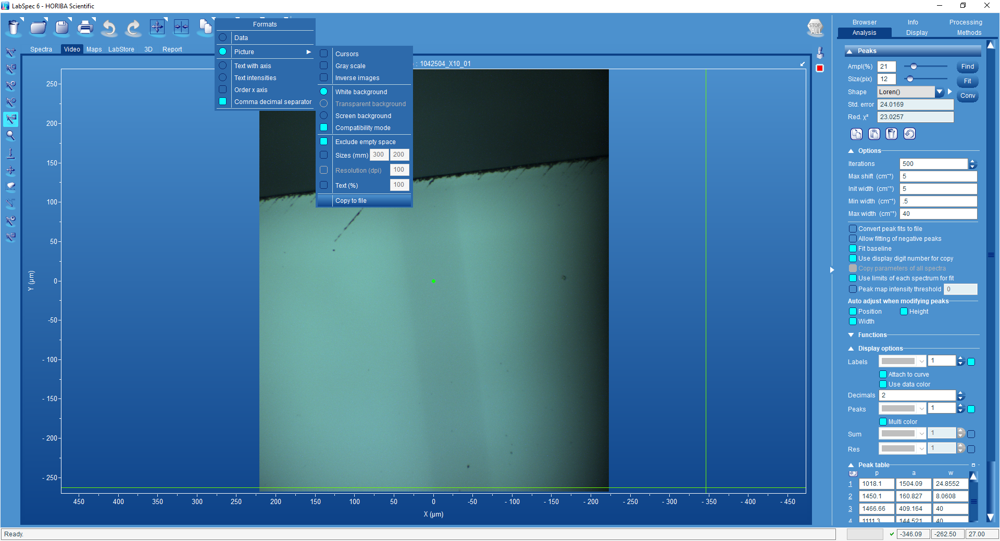 LabSpec 6 - HORIBA Scientific
STOP ALL
Browser Info Processing
Analysis Display Methods
Spectra Video Maps LabStore 3D Report
Formats
Data
Picture
Text with axis
Text intensities
Order x axis
Comma decimal separator
Cursors
Gray scale
Inverse images
White background
Transparent background
Screen background
Compatibility mode
Exclude empty space
Sizes (mm) 300 200
Resolution (dpi) 100
Text (%) 100
Copy to file
: 1042504_X10_01
250
200
150
100
50
0
-50
- 100
- 150
- 200
- 250
Y (µm)
450 400 350 300 250 200 150 100 50 0 -50 - 100 - 150 - 200 - 250 - 300 - 350 - 400 - 450
X (µm)
Peaks
Ampl(%) 21 Find
Size(pix) 12 Fit
Shape Loren() Conv
Std. error 24.0169
Red. χ² 23.0257
Options
Iterations 500
Max shift (cm⁻¹) 5
Init width (cm⁻¹) 5
Min width (cm⁻¹) .5
Max width (cm⁻¹) 40
Convert peak fits to file
Allow fitting of negative peaks
Fit baseline
Use display digit number for copy
Copy parameters of all spectra
Use limits of each spectrum for fit
Peak map intensity threshold 0
Auto adjust when modifying peaks
Position Height
Width
Functions
Display options
Labels 1
Attach to curve
Use data color
Decimals 2
Peaks 1
Multi color
Sum 1
Res 1
Peak table
p a w
1 1018.1 1504.09 24.8552
2 1450.1 160.827 8.0608
3 1466.66 409.164 40
4 1111.3 144.521 40
Ready.
-346.09 -262.50 27.00